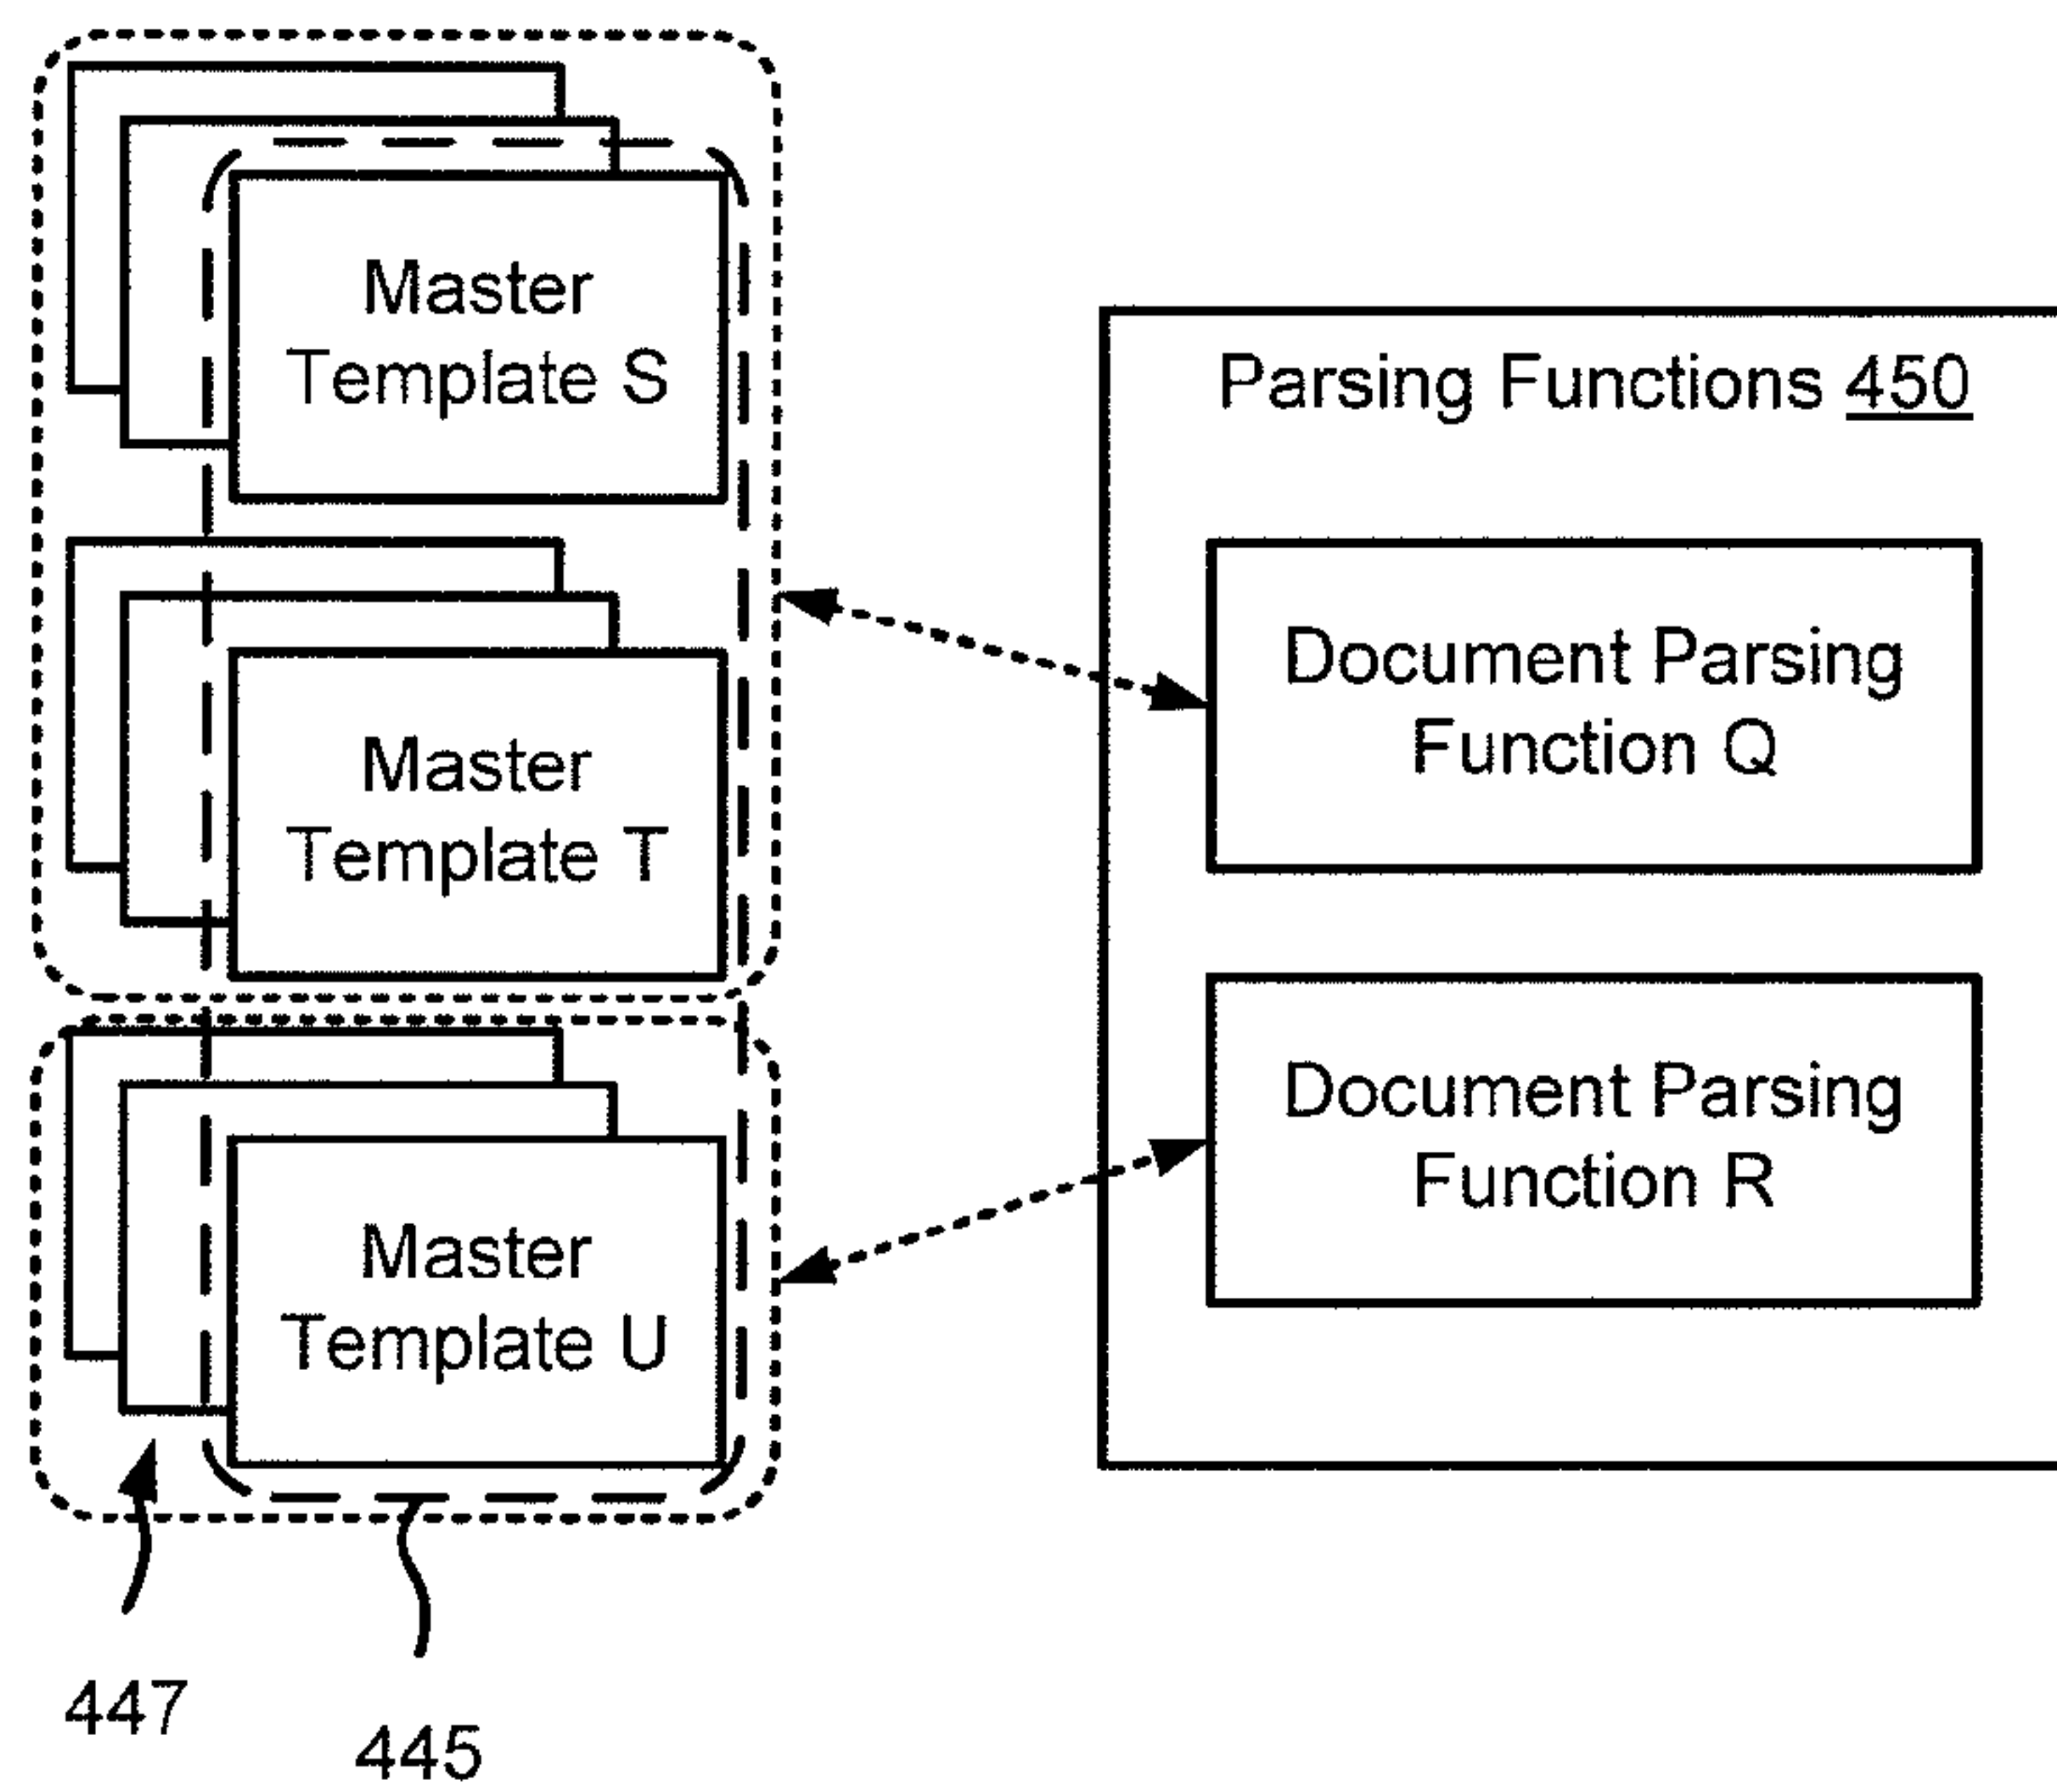 Master
Template S
Master
Template T
Master
Template U
447
445
Parsing Functions 450
Document Parsing
Function Q
Document Parsing
Function R